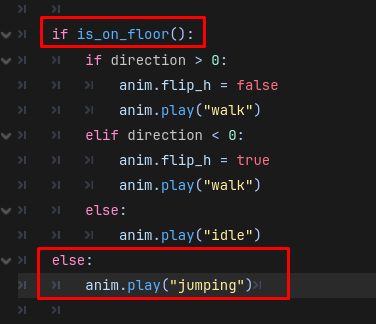 if is_on_floor():
if direction > 0:
anim.flip_h = false
anim.play("walk")
elif direction < 0:
anim.flip_h = true
anim.play("walk")
else:
anim.play("idle")
else:
anim.play("jumping")